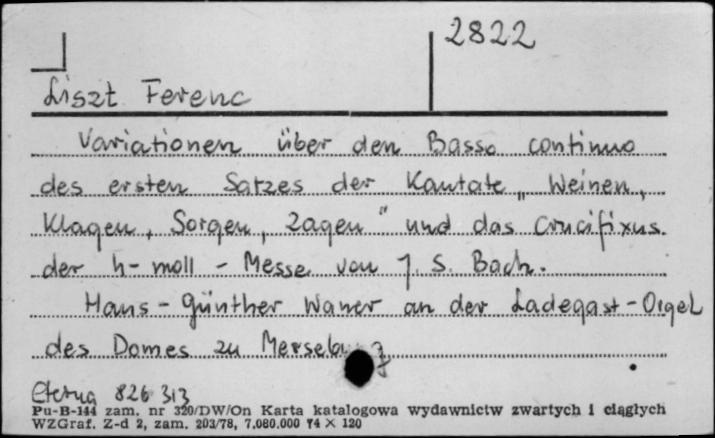 2822
Liszt Ferenc
Variationen über den Basso continuo
des ersten Satzes der Kantate „Weinen,
Klagen, Sorgen, Zagen" und das Crucifixus
der h-moll-Messe von J. S. Bach.
Hans-Günther Waner an der Ladegast-Orgel
des Domes zu Merseburg
Eterna 826 313
Pu-B-144 zam. nr 320/DW/On Karta katalogowa wydawnictw zwartych i ciągłych
WZGraf. Z-d 2, zam. 203/78, 7.080.000 74 X 120